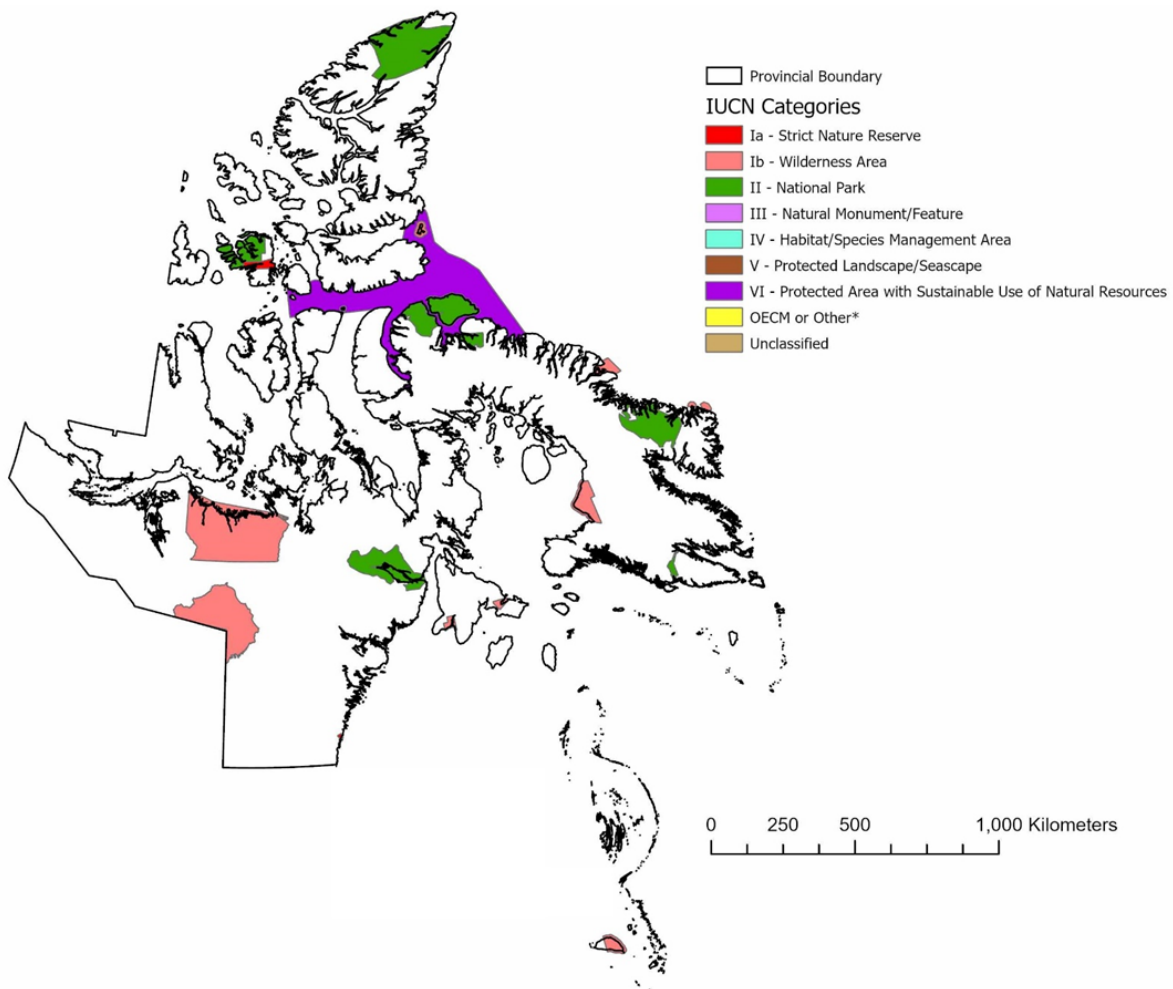 Provincial Boundary
IUCN Categories
Ia - Strict Nature Reserve
Ib - Wilderness Area
II - National Park
III - Natural Monument/Feature
IV - Habitat/Species Management Area
V - Protected Landscape/Seascape
VI - Protected Area with Sustainable Use of Natural Resources
OECM or Other*
Unclassified
0 250 500 1,000 Kilometers